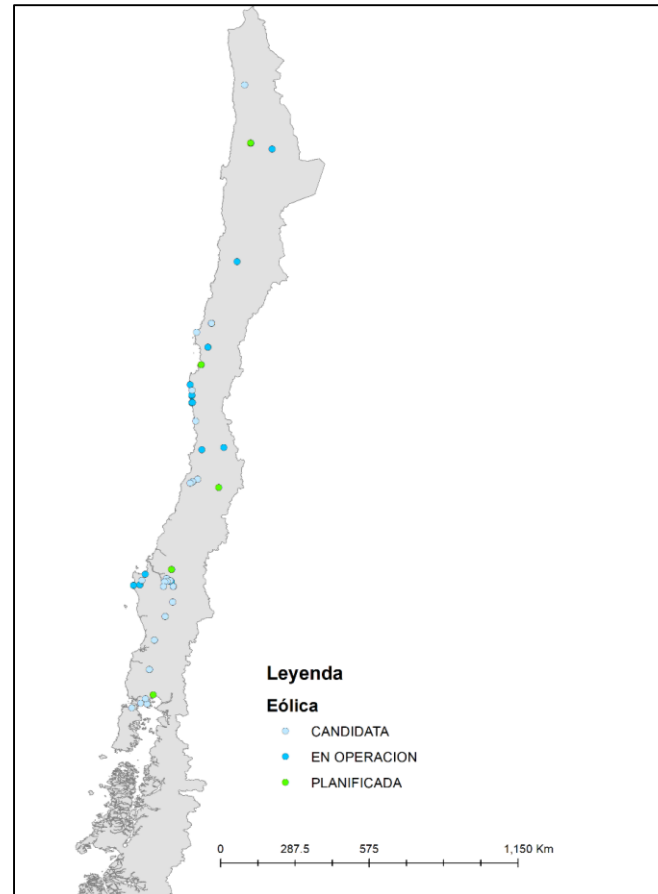 Leyenda
Eólica
CANDIDATA
EN OPERACION
PLANIFICADA
0 287.5 575 1,150 Km